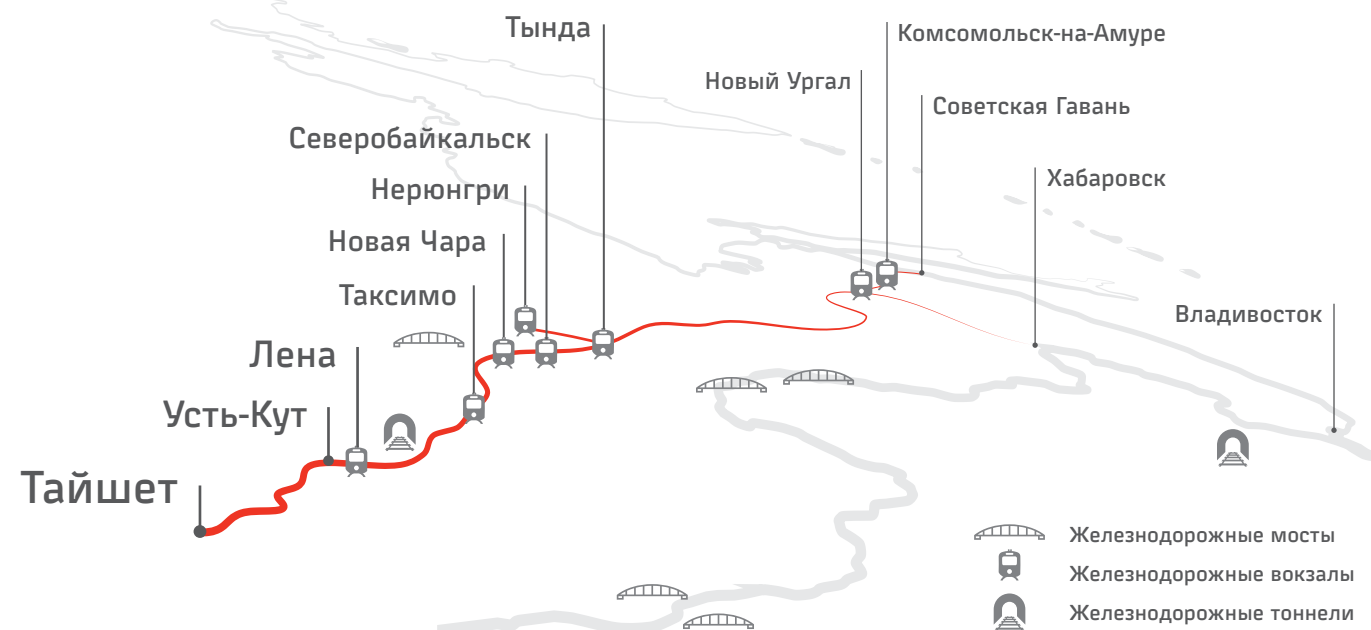 Тында
Комсомольск-на-Амуре
Новый Ургал
Советская Гавань
Северобайкальск
Хабаровск
Нерюнгри
Новая Чара
Таксимо
Владивосток
Лена
Усть-Кут
Тайшет
Железнодорожные мосты
Железнодорожные вокзалы
Железнодорожные тоннели